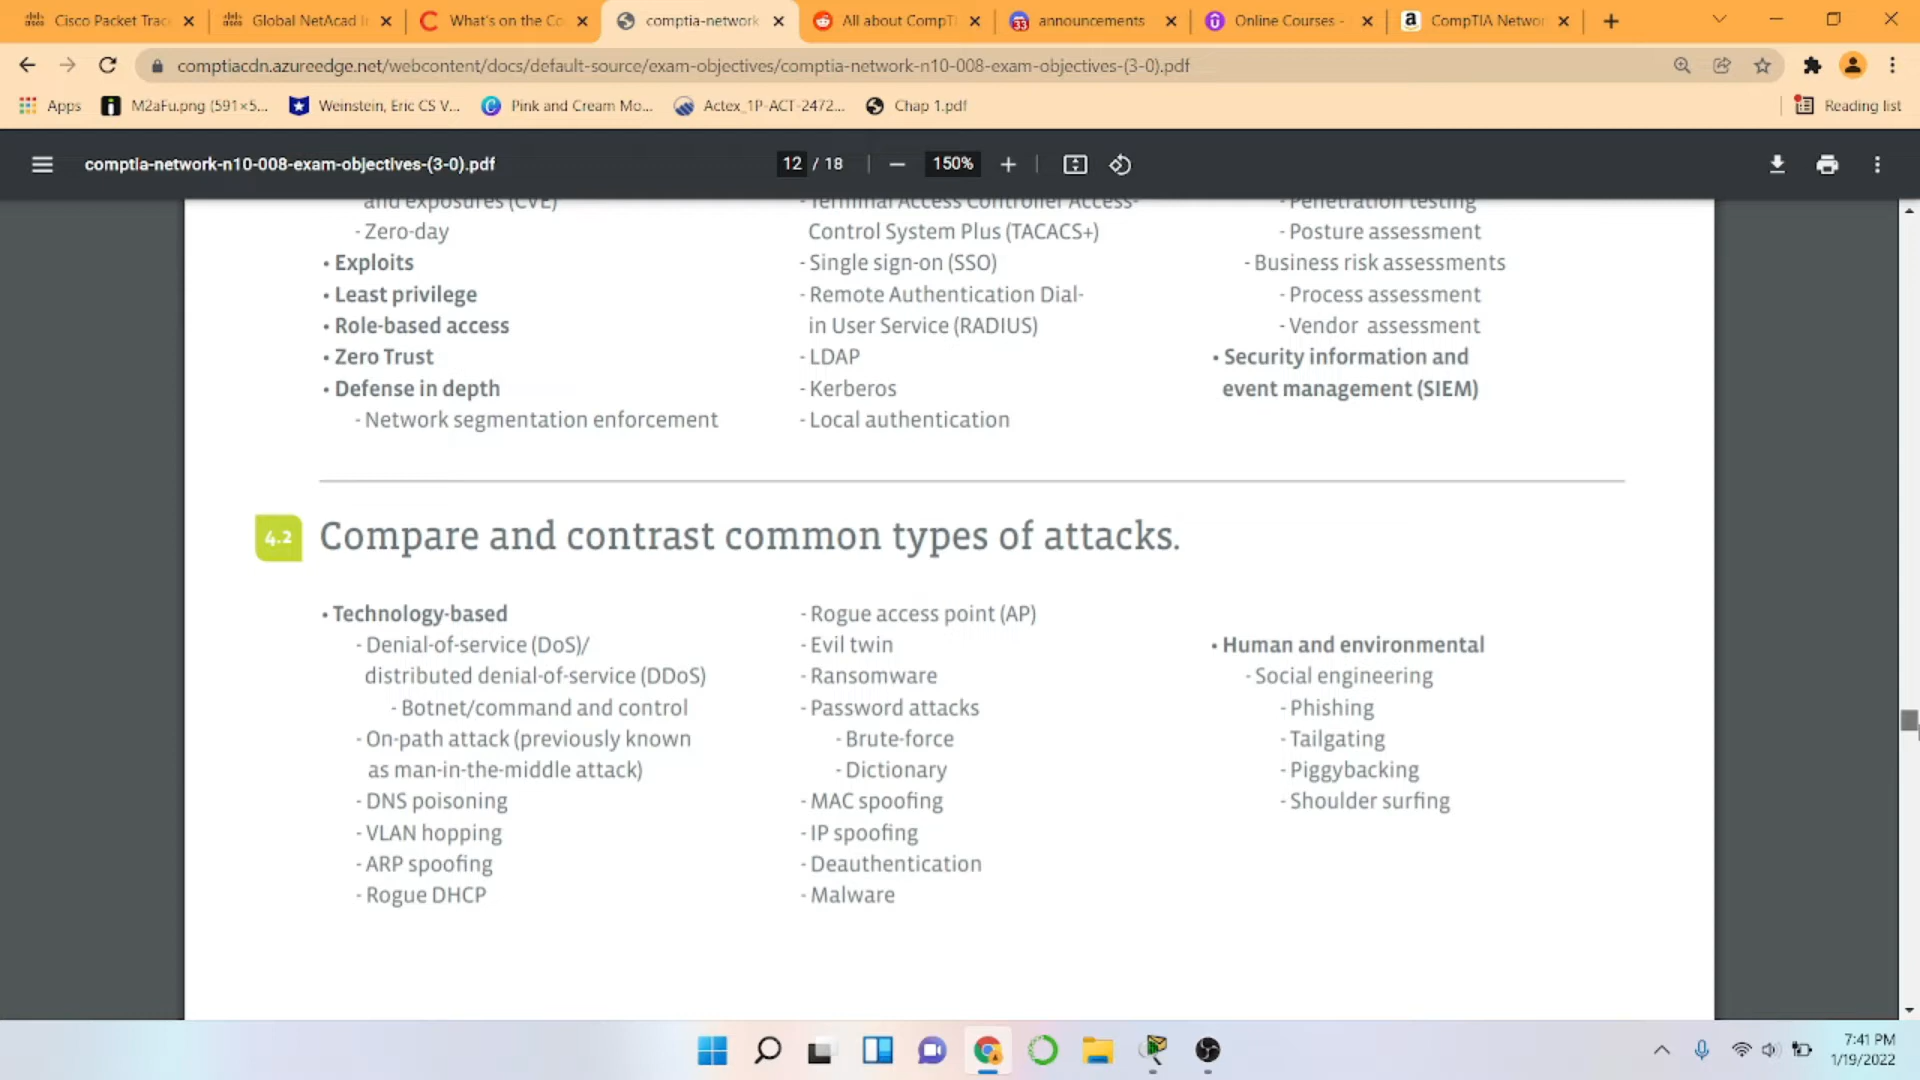 Cisco Packet Trac
Global NetAcad I
What's on the Co
comptia-network
All about CompT
announcements
Online Courses -
CompTIA Networ
comptiacdn.azureedge.net/webcontent/docs/default-source/exam-objectives/comptia-network-n10-008-exam-objectives-(3-0).pdf
Apps
M2aFu.png (591×5...
Weinstein, Eric CS V...
Pink and Cream Mo...
Actex_1P-ACT-2472...
Chap 1.pdf
Reading list
comptia-network-n10-008-exam-objectives-(3-0).pdf
12 / 18
150%
and exposures (CVE)
- Zero-day
• Exploits
• Least privilege
• Role-based access
• Zero Trust
• Defense in depth
- Network segmentation enforcement
- Terminal Access Controller Access-
Control System Plus (TACACS+)
- Single sign-on (SSO)
- Remote Authentication Dial-
in User Service (RADIUS)
- LDAP
- Kerberos
- Local authentication
- Penetration testing
- Posture assessment
- Business risk assessments
- Process assessment
- Vendor assessment
• Security information and
event management (SIEM)
4.2 Compare and contrast common types of attacks.
• Technology-based
- Denial-of-service (DoS)/
distributed denial-of-service (DDoS)
- Botnet/command and control
- On-path attack (previously known
as man-in-the-middle attack)
- DNS poisoning
- VLAN hopping
- ARP spoofing
- Rogue DHCP
- Rogue access point (AP)
- Evil twin
- Ransomware
- Password attacks
- Brute-force
- Dictionary
- MAC spoofing
- IP spoofing
- Deauthentication
- Malware
• Human and environmental
- Social engineering
- Phishing
- Tailgating
- Piggybacking
- Shoulder surfing
7:41 PM
1/19/2022